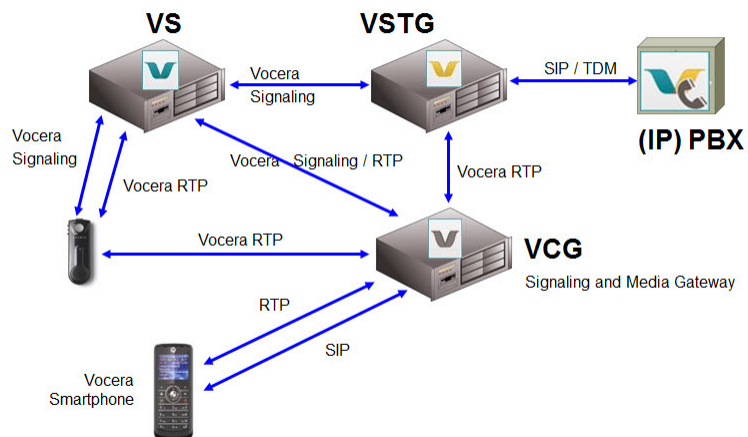 VS
VSTG
Vocera
Signaling
SIP / TDM
(IP) PBX
Vocera
Signaling
Vocera RTP
Vocera Signaling / RTP
Vocera RTP
Vocera RTP
VCG
Signaling and Media Gateway
RTP
SIP
Vocera
Smartphone